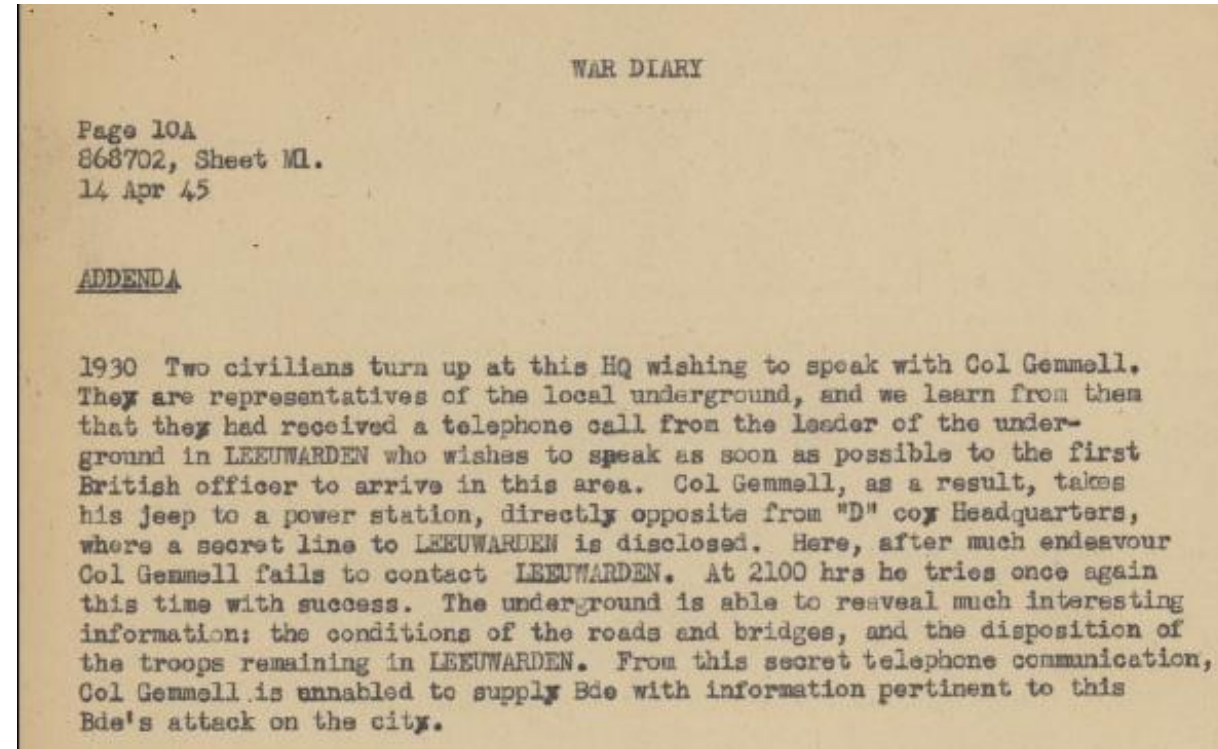 WAR DIARY
Page 10A
868702, Sheet M1.
14 Apr 45
ADDENDA
1930 Two civilians turn up at this HQ wishing to speak with Col Gemmell.
They are representatives of the local underground, and we learn from them
that they had received a telephone call from the leader of the under-
ground in LEEUWARDEN who wishes to speak as soon as possible to the first
British officer to arrive in this area. Col Gemmell, as a result, takes
his jeep to a power station, directly opposite from "D" coy Headquarters,
where a secret line to LEEUWARDEN is disclosed. Here, after much endeavour
Col Gemmell fails to contact LEEUWARDEN. At 2100 hrs he tries once again
this time with success. The underground is able to reaveal much interesting
information: the conditions of the roads and bridges, and the disposition of
the troops remaining in LEEUWARDEN. From this secret telephone communication,
Col Gemmell is ennabled to supply Bde with information pertinent to this
Bde's attack on the city.